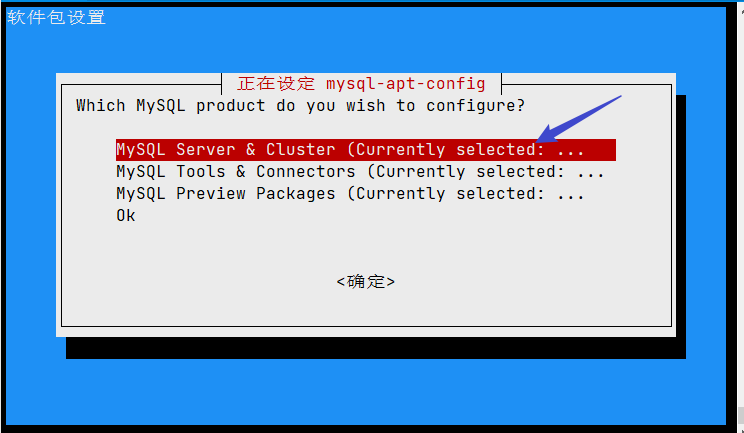 软件包设置
正在设定 mysql-apt-config
Which MySQL product do you wish to configure?
MySQL Server & Cluster (Currently selected: ...
MySQL Tools & Connectors (Currently selected: ...
MySQL Preview Packages (Currently selected: ...
Ok
<确定>